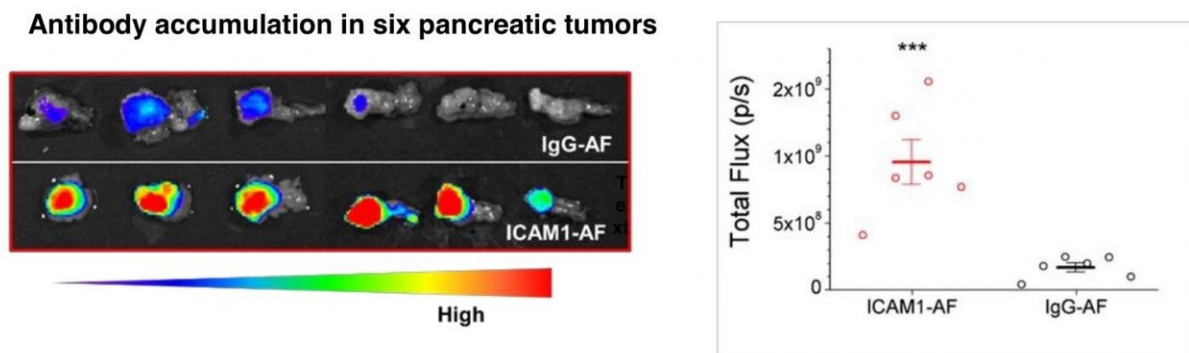 Antibody accumulation in six pancreatic tumors
IgG-AF
ICAM1-AF
T
e
xt
High
***
Total Flux (p/s)
2x10⁹
1x10⁹
5x10⁸
0
ICAM1-AF
IgG-AF